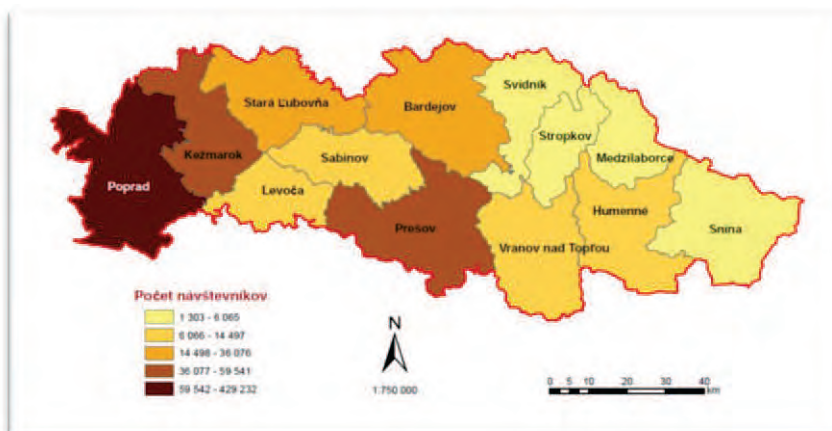 Svidník
Stará Ľubovňa
Bardejov
Stropkov
Kežmarok
Sabinov
Medzilaborce
Poprad
Levoča
Humenné
Prešov
Snina
Vranov nad Topľou
Počet návštevníkov
1 303 - 6 065
6 066 - 14 497
14 498 - 36 076
36 077 - 59 541
59 542 - 429 232
N
1:750 000
0 5 10 20 30 40
km